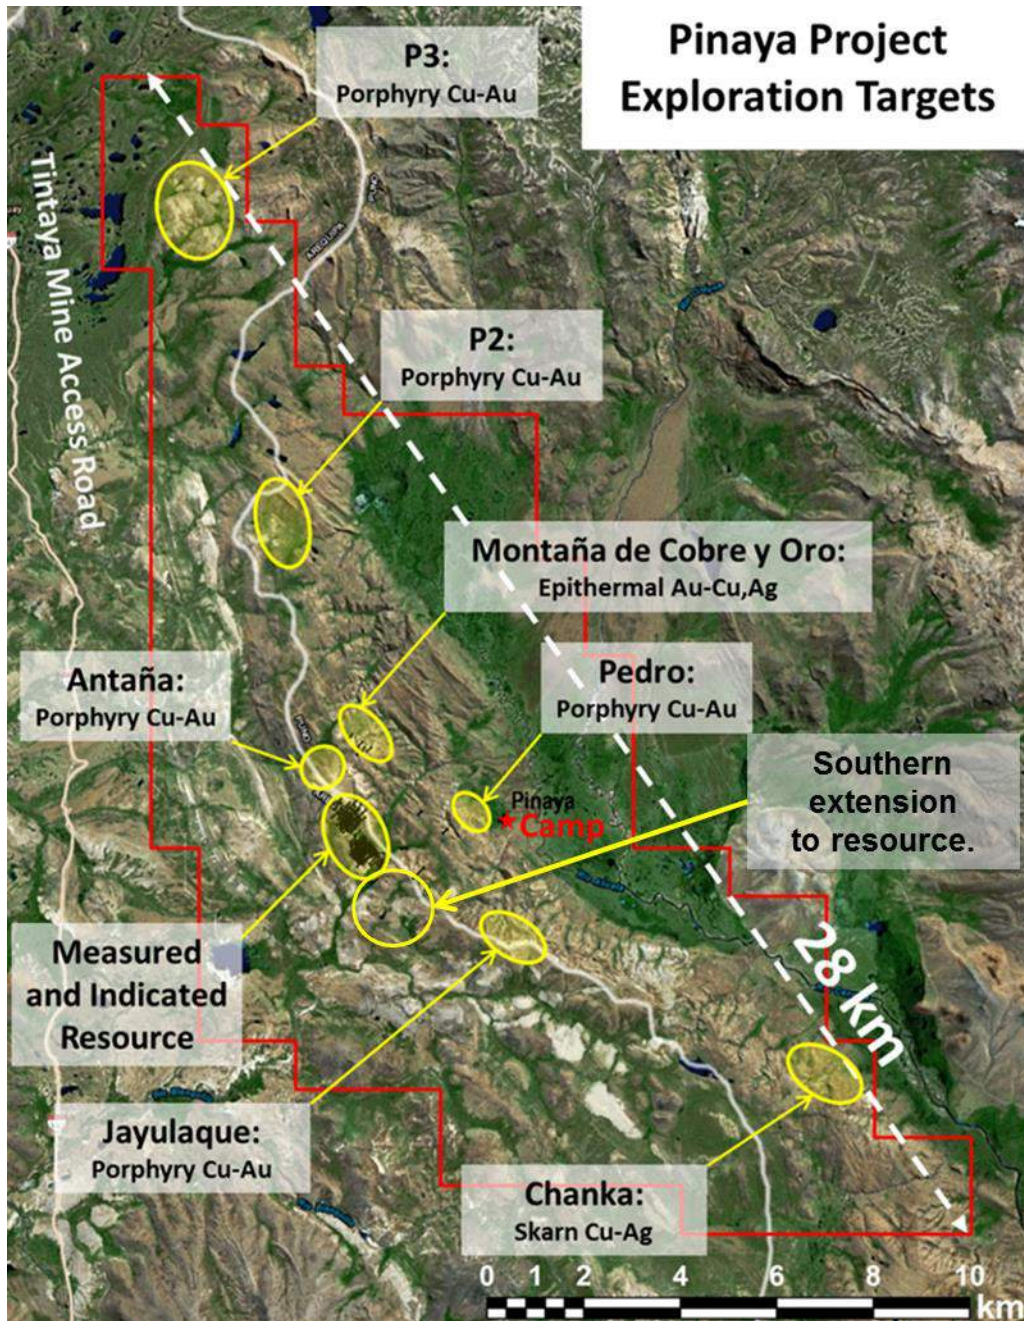 Pinaya Project
Exploration Targets
P3:
Porphyry Cu-Au
Tintaya Mine Access Road
AREQUIPA
PUNO
P2:
Porphyry Cu-Au
Montaña de Cobre y Oro:
Epithermal Au-Cu,Ag
Antaña:
Porphyry Cu-Au
Pedro:
Porphyry Cu-Au
PUNO
Southern
extension
to resource.
Pinaya
Camp
Measured
and Indicated
Resource
28 km
Jayulaque:
Porphyry Cu-Au
Chanka:
Skarn Cu-Ag
0 1 2 4 6 8 10
km